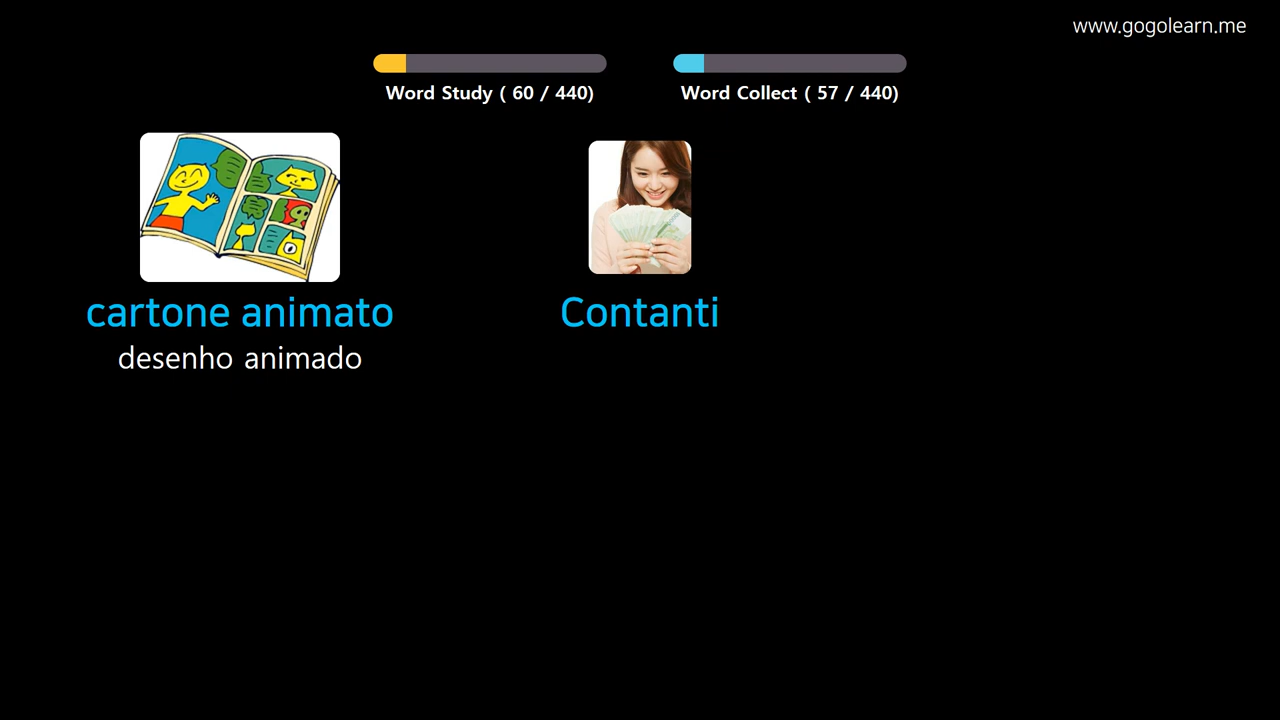 www.gogolearn.me
Word Study ( 60 / 440)
Word Collect ( 57 / 440)
cartone animato
desenho animado
Contanti